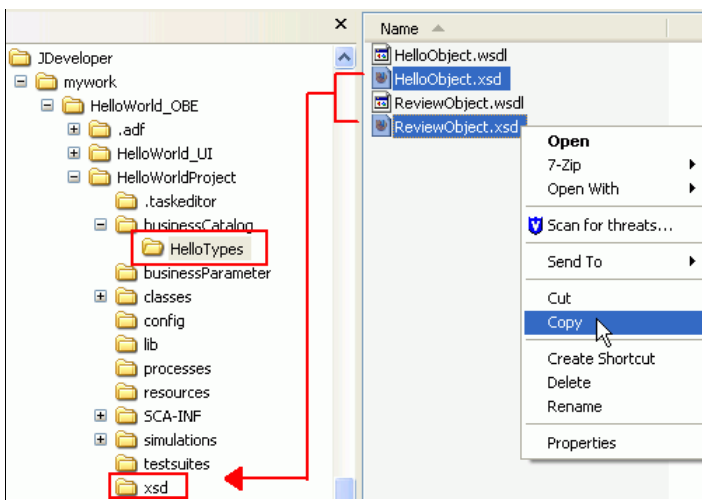 JDeveloper
mywork
HelloWorld_OBE
.adf
HelloWorld_UI
HelloWorldProject
.taskeditor
businessCatalog
HelloTypes
businessParameter
classes
config
lib
processes
resources
SCA-INF
simulations
testsuites
xsd
Name
HelloObject.wsdl
HelloObject.xsd
ReviewObject.wsdl
ReviewObject.xsd
Open
7-Zip
Open With
Scan for threats...
Send To
Cut
Copy
Create Shortcut
Delete
Rename
Properties